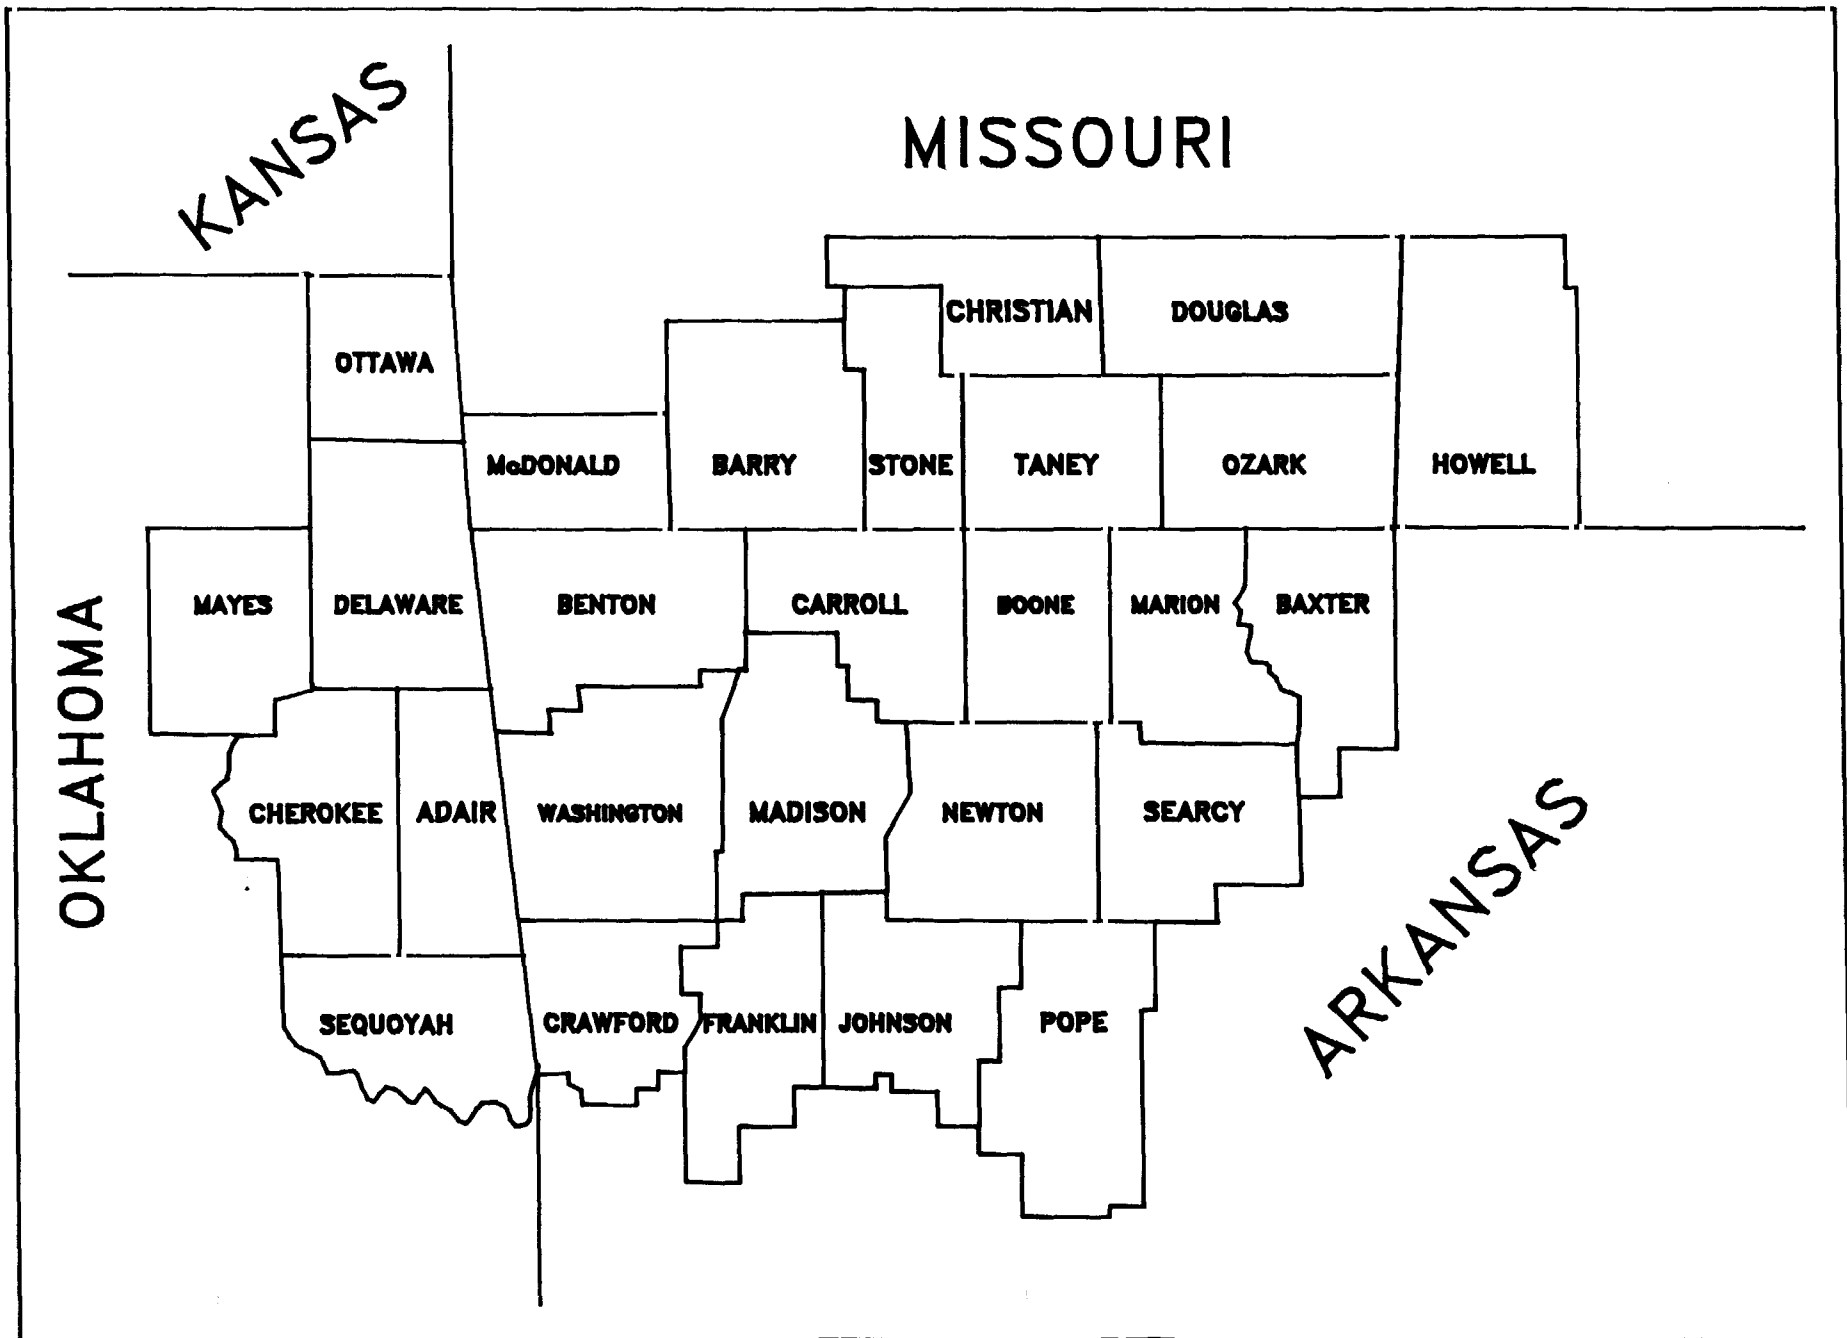 KANSAS
MISSOURI
CHRISTIAN DOUGLAS
OTTAWA
McDONALD BARRY STONE TANEY OZARK HOWELL
OKLAHOMA
MAYES DELAWARE BENTON CARROLL BOONE MARION BAXTER
CHEROKEE ADAIR WASHINGTON MADISON NEWTON SEARCY
ARKANSAS
SEQUOYAH CRAWFORD FRANKLIN JOHNSON POPE